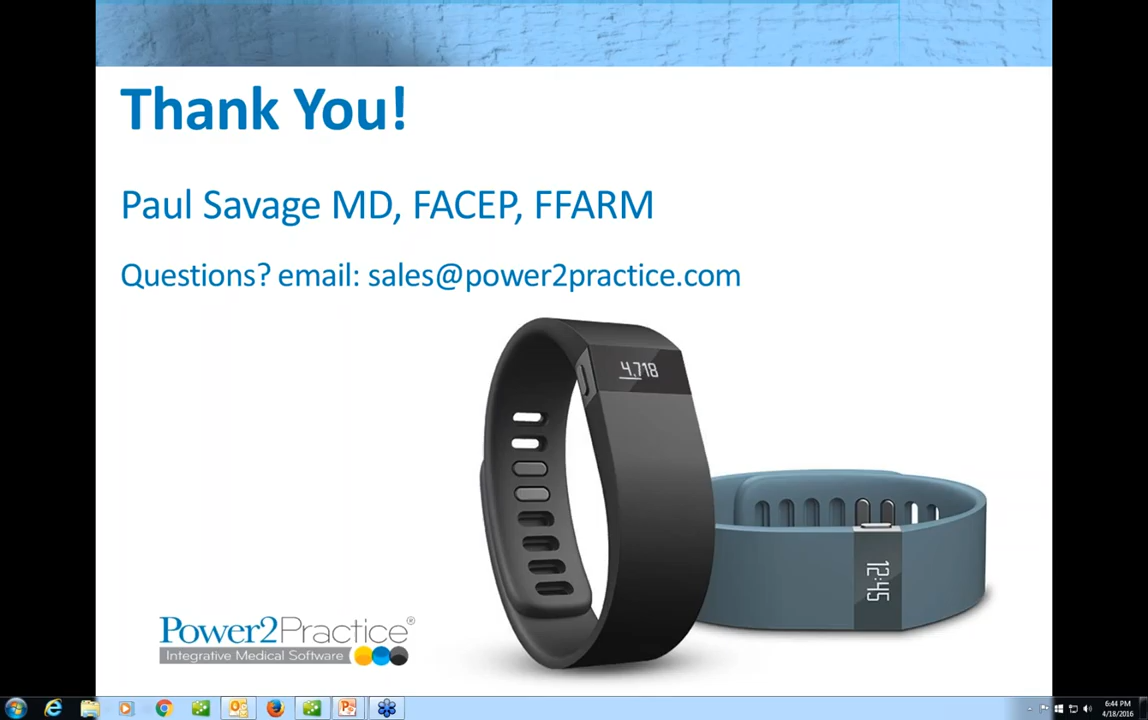 Thank You!
Paul Savage MD, FACEP, FFARM
Questions? email: sales@power2practice.com
4,718
12:45
Power2Practice®
Integrative Medical Software
6:44 PM
4/18/2016